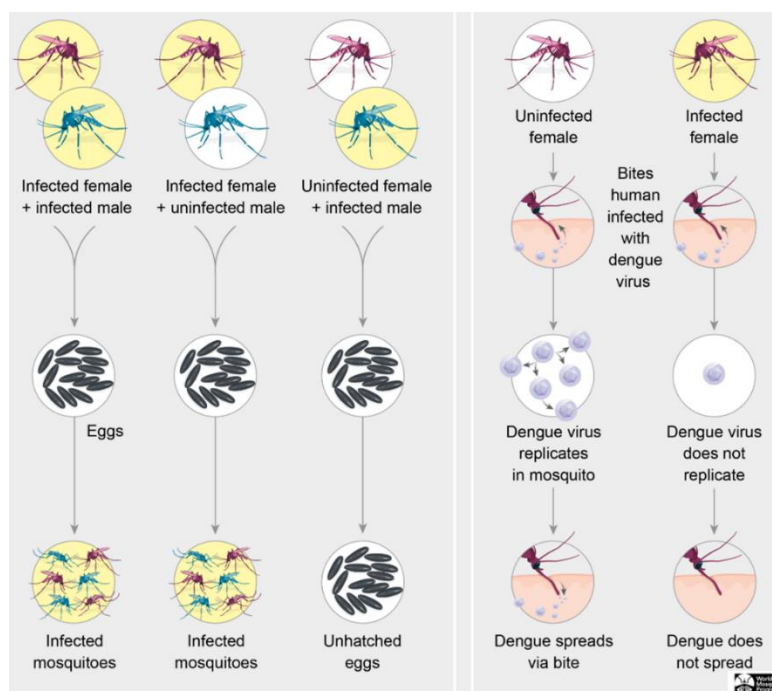 Infected female
+ infected male
Infected female
+ uninfected male
Uninfected female
+ infected male
Eggs
Infected
mosquitoes
Infected
mosquitoes
Unhatched
eggs
Uninfected
female
Infected
female
Bites
human
infected
with
dengue
virus
Dengue virus
replicates
in mosquito
Dengue virus
does not
replicate
Dengue spreads
via bite
Dengue does
not spread